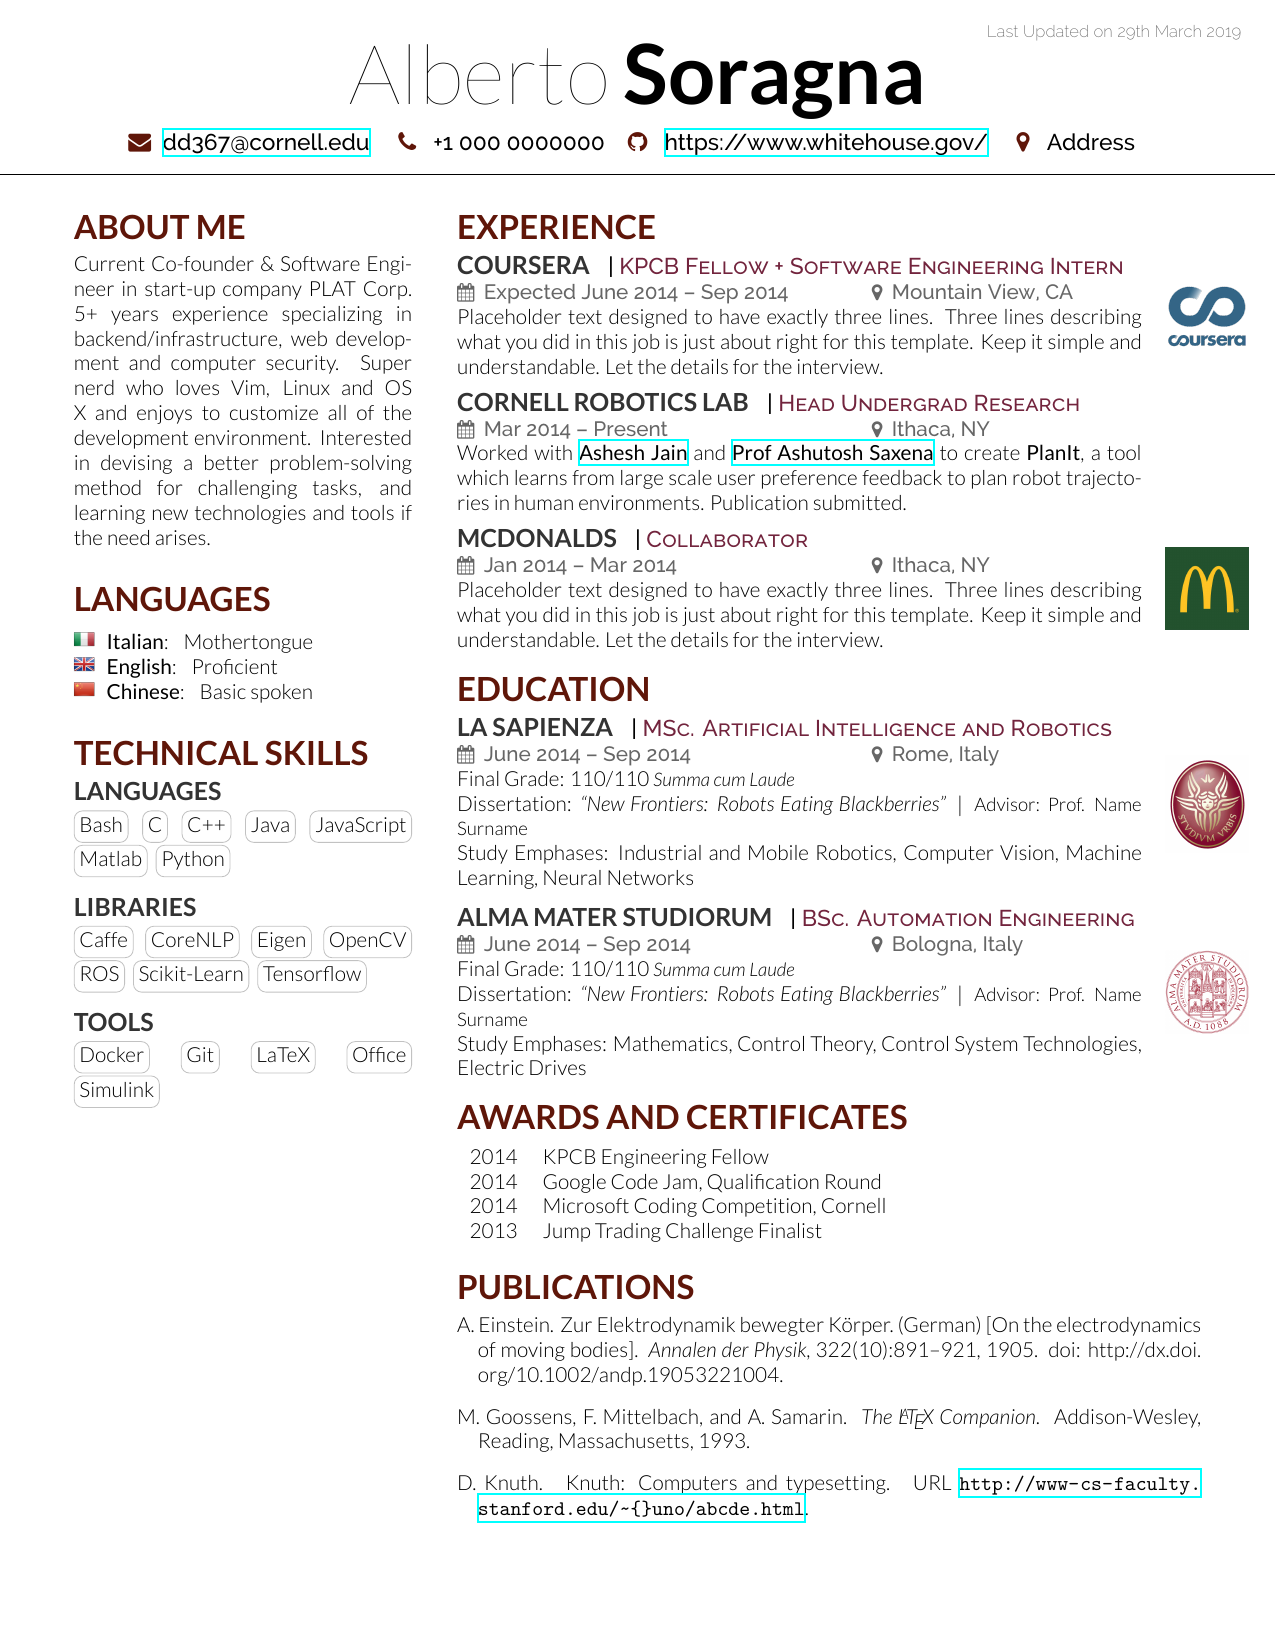 Last Updated on 29th March 2019
Alberto Soragna
dd367@cornell.edu +1 000 0000000 https://www.whitehouse.gov/ Address
ABOUT ME
Current Co-founder & Software Engi-
neer in start-up company PLAT Corp.
5+ years experience specializing in
backend/infrastructure, web develop-
ment and computer security. Super
nerd who loves Vim, Linux and OS
X and enjoys to customize all of the
development environment. Interested
in devising a better problem-solving
method for challenging tasks, and
learning new technologies and tools if
the need arises.
LANGUAGES
Italian: Mothertongue
English: Proficient
Chinese: Basic spoken
TECHNICAL SKILLS
LANGUAGES
Bash C C++ Java JavaScript
Matlab Python
LIBRARIES
Caffe CoreNLP Eigen OpenCV
ROS Scikit-Learn Tensorflow
TOOLS
Docker Git LaTeX Office
Simulink
EXPERIENCE
COURSERA | KPCB Fellow + Software Engineering Intern
Expected June 2014 – Sep 2014 Mountain View, CA
Placeholder text designed to have exactly three lines. Three lines describing
what you did in this job is just about right for this template. Keep it simple and
understandable. Let the details for the interview.
coursera
CORNELL ROBOTICS LAB | Head Undergrad Research
Mar 2014 – Present Ithaca, NY
Worked with Ashesh Jain and Prof Ashutosh Saxena to create PlanIt, a tool
which learns from large scale user preference feedback to plan robot trajecto-
ries in human environments. Publication submitted.
MCDONALDS | Collaborator
Jan 2014 – Mar 2014 Ithaca, NY
Placeholder text designed to have exactly three lines. Three lines describing
what you did in this job is just about right for this template. Keep it simple and
understandable. Let the details for the interview.
EDUCATION
LA SAPIENZA | MSc. Artificial Intelligence and Robotics
June 2014 – Sep 2014 Rome, Italy
Final Grade: 110/110 Summa cum Laude
Dissertation: “New Frontiers: Robots Eating Blackberries” | Advisor: Prof. Name
Surname
Study Emphases: Industrial and Mobile Robotics, Computer Vision, Machine
Learning, Neural Networks
STVDIVM VRBIS
ALMA MATER STUDIORUM | BSc. Automation Engineering
June 2014 – Sep 2014 Bologna, Italy
Final Grade: 110/110 Summa cum Laude
Dissertation: “New Frontiers: Robots Eating Blackberries” | Advisor: Prof. Name
Surname
Study Emphases: Mathematics, Control Theory, Control System Technologies,
Electric Drives
ALMA MATER STUDIORUM
A.D. 1088
AWARDS AND CERTIFICATES
2014 KPCB Engineering Fellow
2014 Google Code Jam, Qualification Round
2014 Microsoft Coding Competition, Cornell
2013 Jump Trading Challenge Finalist
PUBLICATIONS
A. Einstein. Zur Elektrodynamik bewegter Körper. (German) [On the electrodynamics
of moving bodies]. Annalen der Physik, 322(10):891–921, 1905. doi: http://dx.doi.
org/10.1002/andp.19053221004.
M. Goossens, F. Mittelbach, and A. Samarin. The LATEX Companion. Addison-Wesley,
Reading, Massachusetts, 1993.
D. Knuth. Knuth: Computers and typesetting. URL http://www-cs-faculty.
stanford.edu/~{}uno/abcde.html.